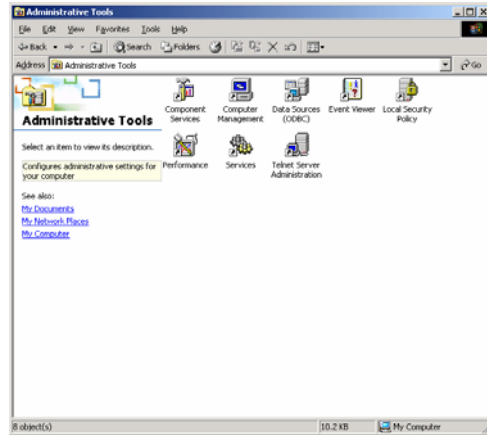 Administrative Tools
File Edit View Favorites Tools Help
Back Search Folders
Address Administrative Tools Go
Administrative Tools
Select an item to view its description.
Configures administrative settings for
your computer
See also:
My Documents
My Network Places
My Computer
Component
Services
Computer
Management
Data Sources
(ODBC)
Event Viewer
Local Security
Policy
Performance
Services
Telnet Server
Administration
8 object(s) 10.2 KB My Computer